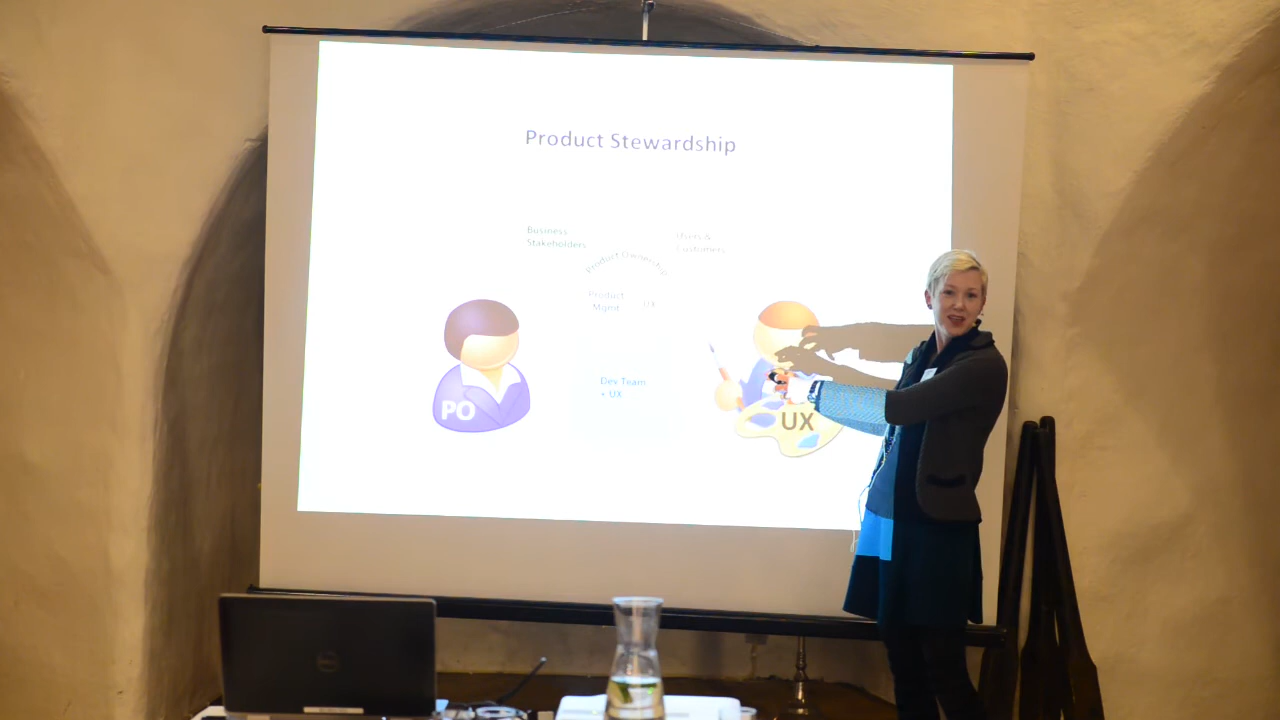 Product Stewardship
Business
Stakeholders
Users &
Customers
Product Ownership
Product
Mgmt
UX
Dev Team
+ UX
PO
UX